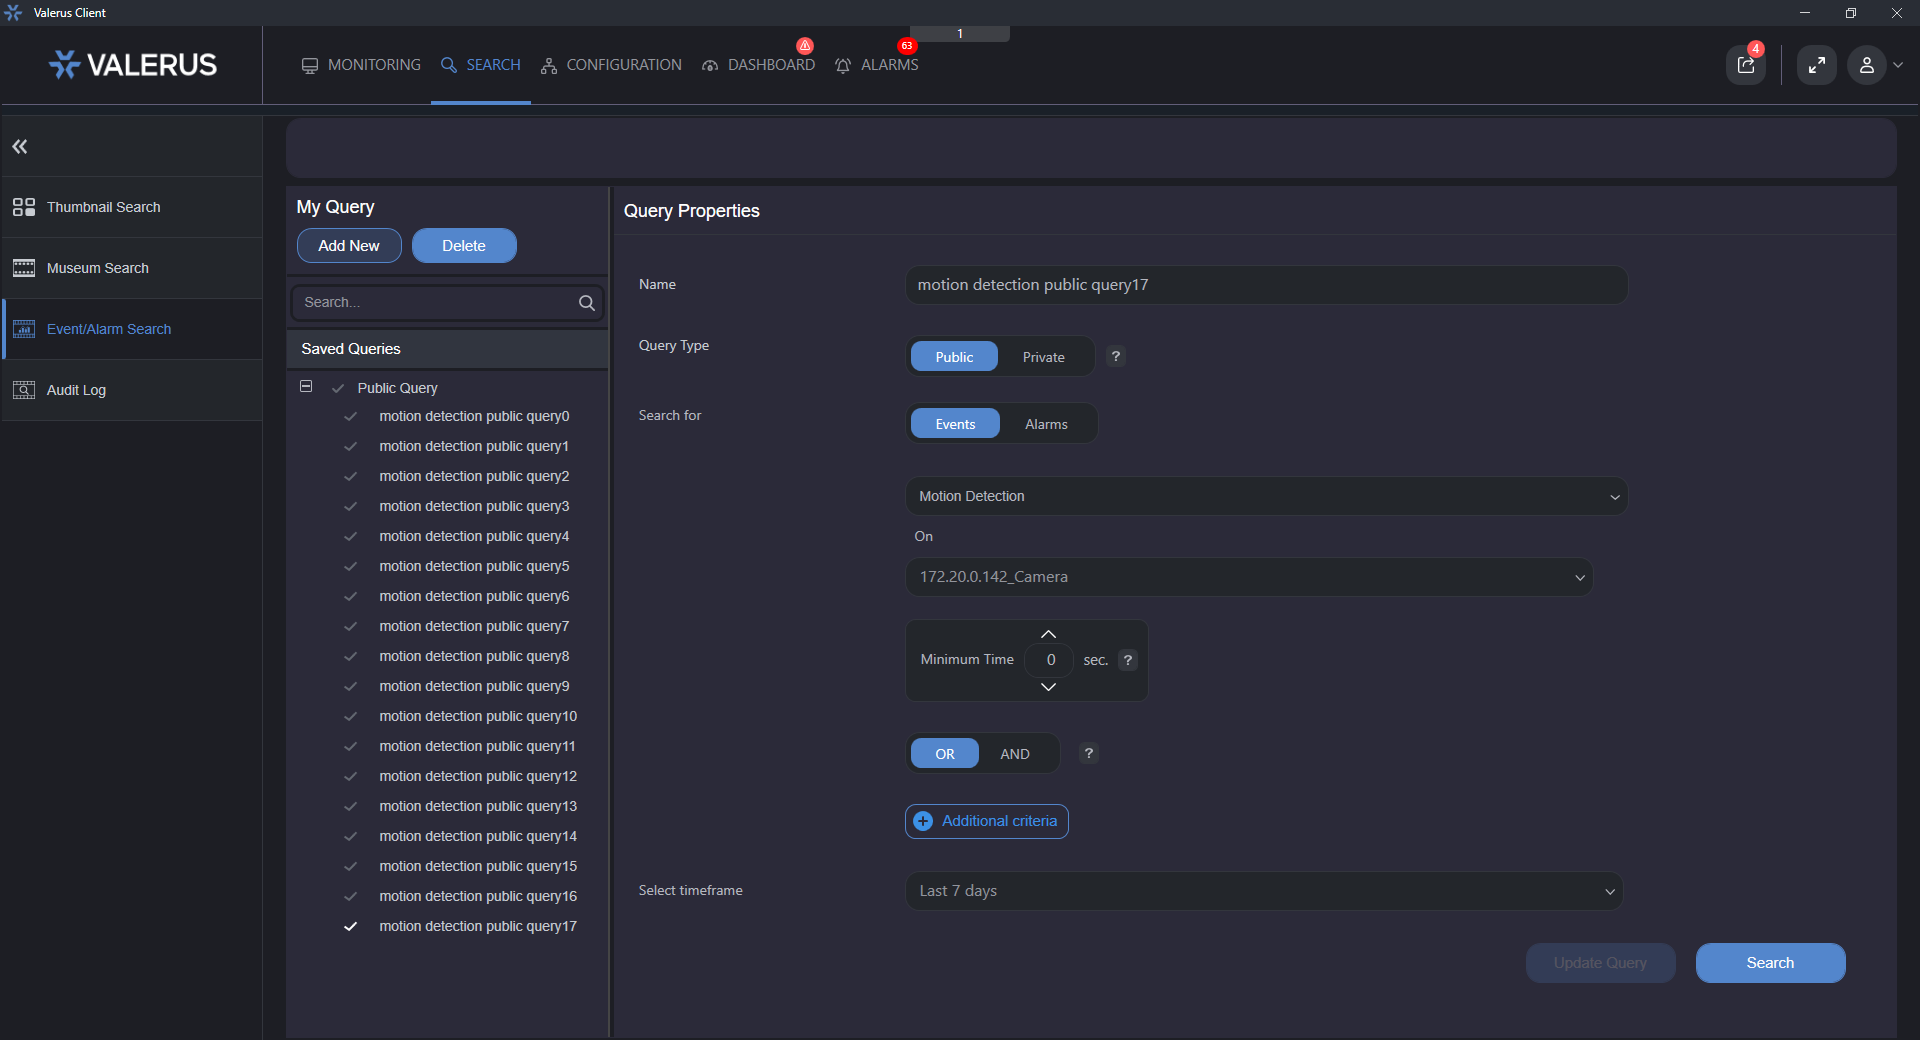 Valerus Client
VALERUS
MONITORING
SEARCH
CONFIGURATION
DASHBOARD
63
ALARMS
1
4
Thumbnail Search
Museum Search
Event/Alarm Search
Audit Log
My Query
Add New
Delete
Search...
Saved Queries
Public Query
motion detection public query0
motion detection public query1
motion detection public query2
motion detection public query3
motion detection public query4
motion detection public query5
motion detection public query6
motion detection public query7
motion detection public query8
motion detection public query9
motion detection public query10
motion detection public query11
motion detection public query12
motion detection public query13
motion detection public query14
motion detection public query15
motion detection public query16
motion detection public query17
Query Properties
Name
motion detection public query17
Query Type
Public
Private
?
Search for
Events
Alarms
Motion Detection
On
172.20.0.142_Camera
Minimum Time
0
sec.
?
OR
AND
?
Additional criteria
Select timeframe
Last 7 days
Update Query
Search